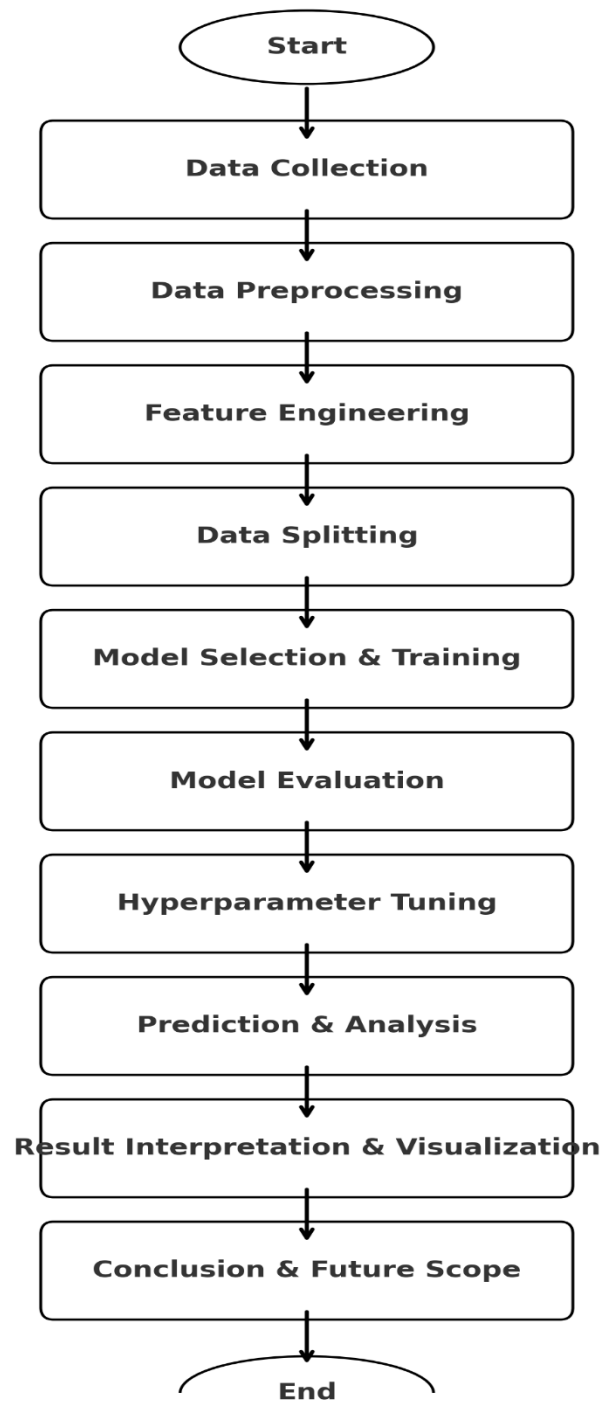 Start
Data Collection
Data Preprocessing
Feature Engineering
Data Splitting
Model Selection & Training
Model Evaluation
Hyperparameter Tuning
Prediction & Analysis
Result Interpretation & Visualization
Conclusion & Future Scope
End